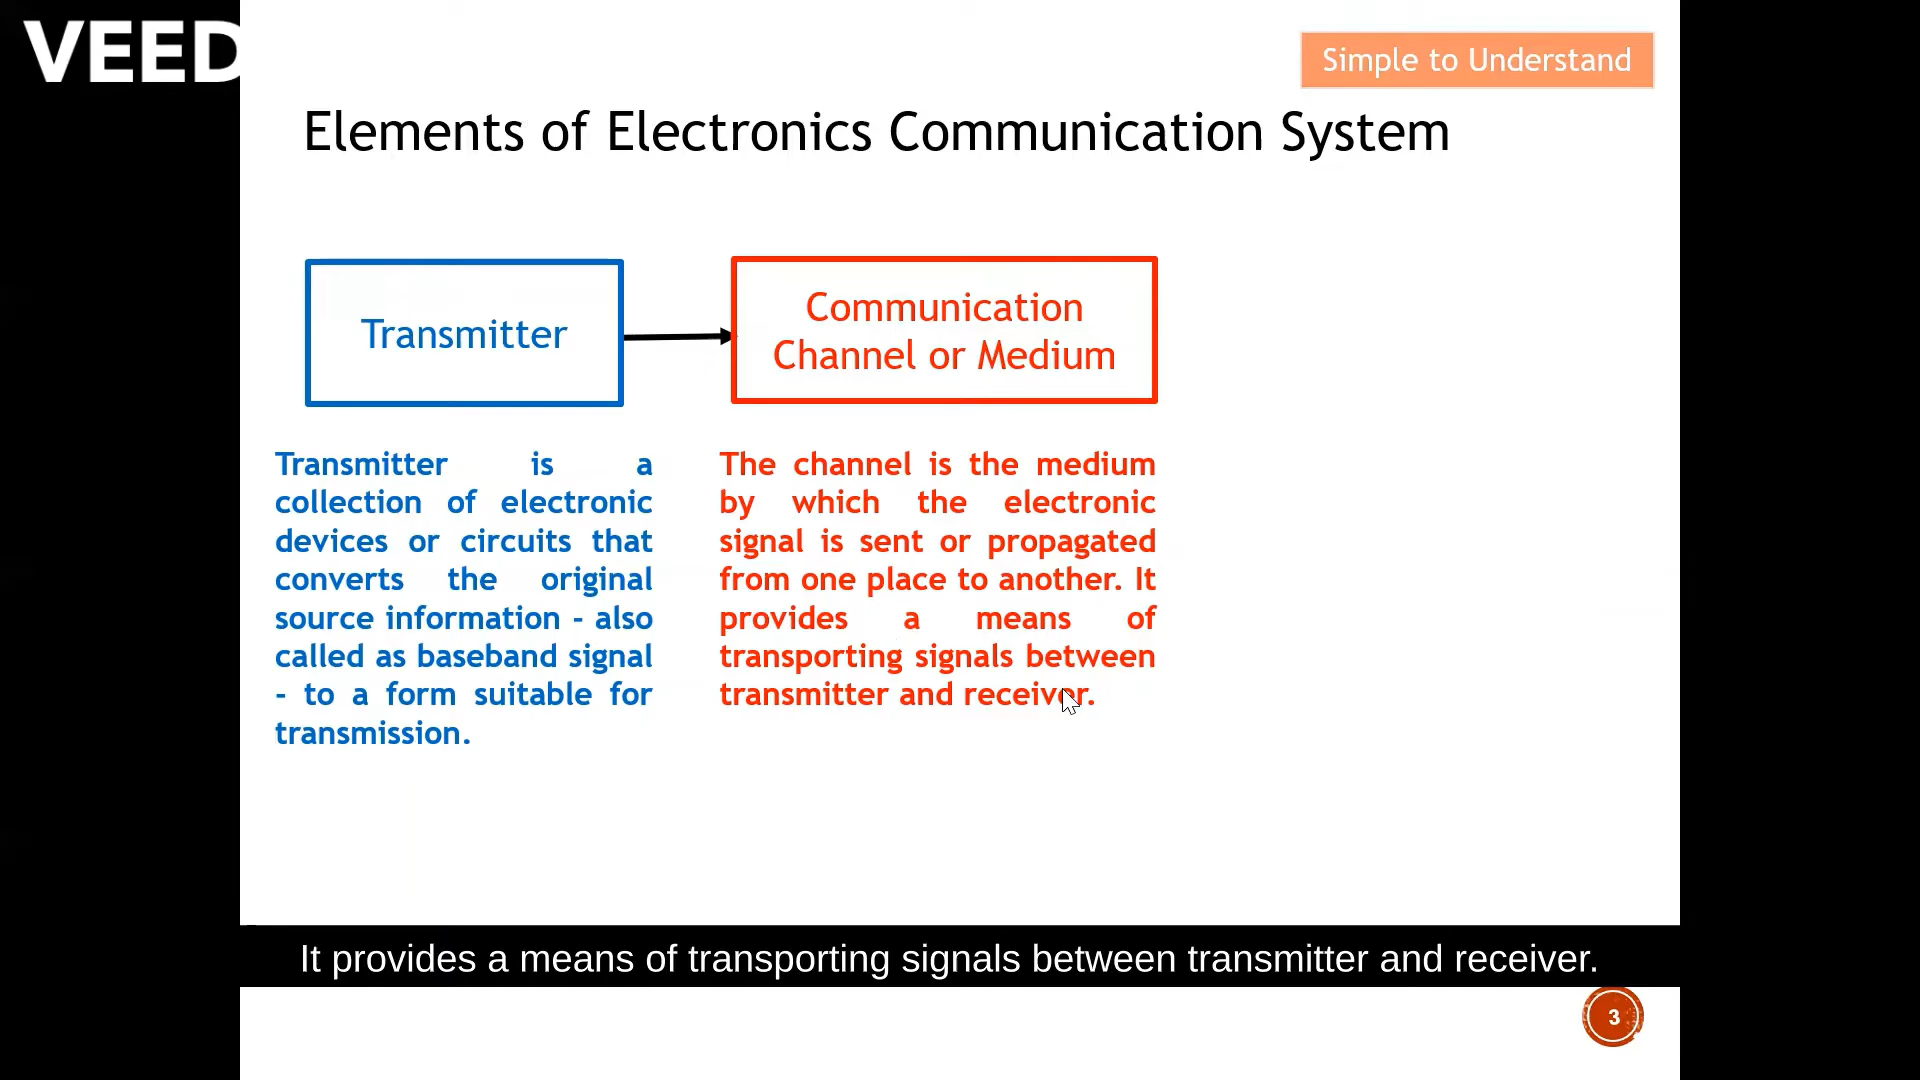 VEED
Simple to Understand
Elements of Electronics Communication System
Transmitter
Communication
Channel or Medium
Transmitter is a
collection of electronic
devices or circuits that
converts the original
source information - also
called as baseband signal
- to a form suitable for
transmission.
The channel is the medium
by which the electronic
signal is sent or propagated
from one place to another. It
provides a means of
transporting signals between
transmitter and receiver.
It provides a means of transporting signals between transmitter and receiver.
3